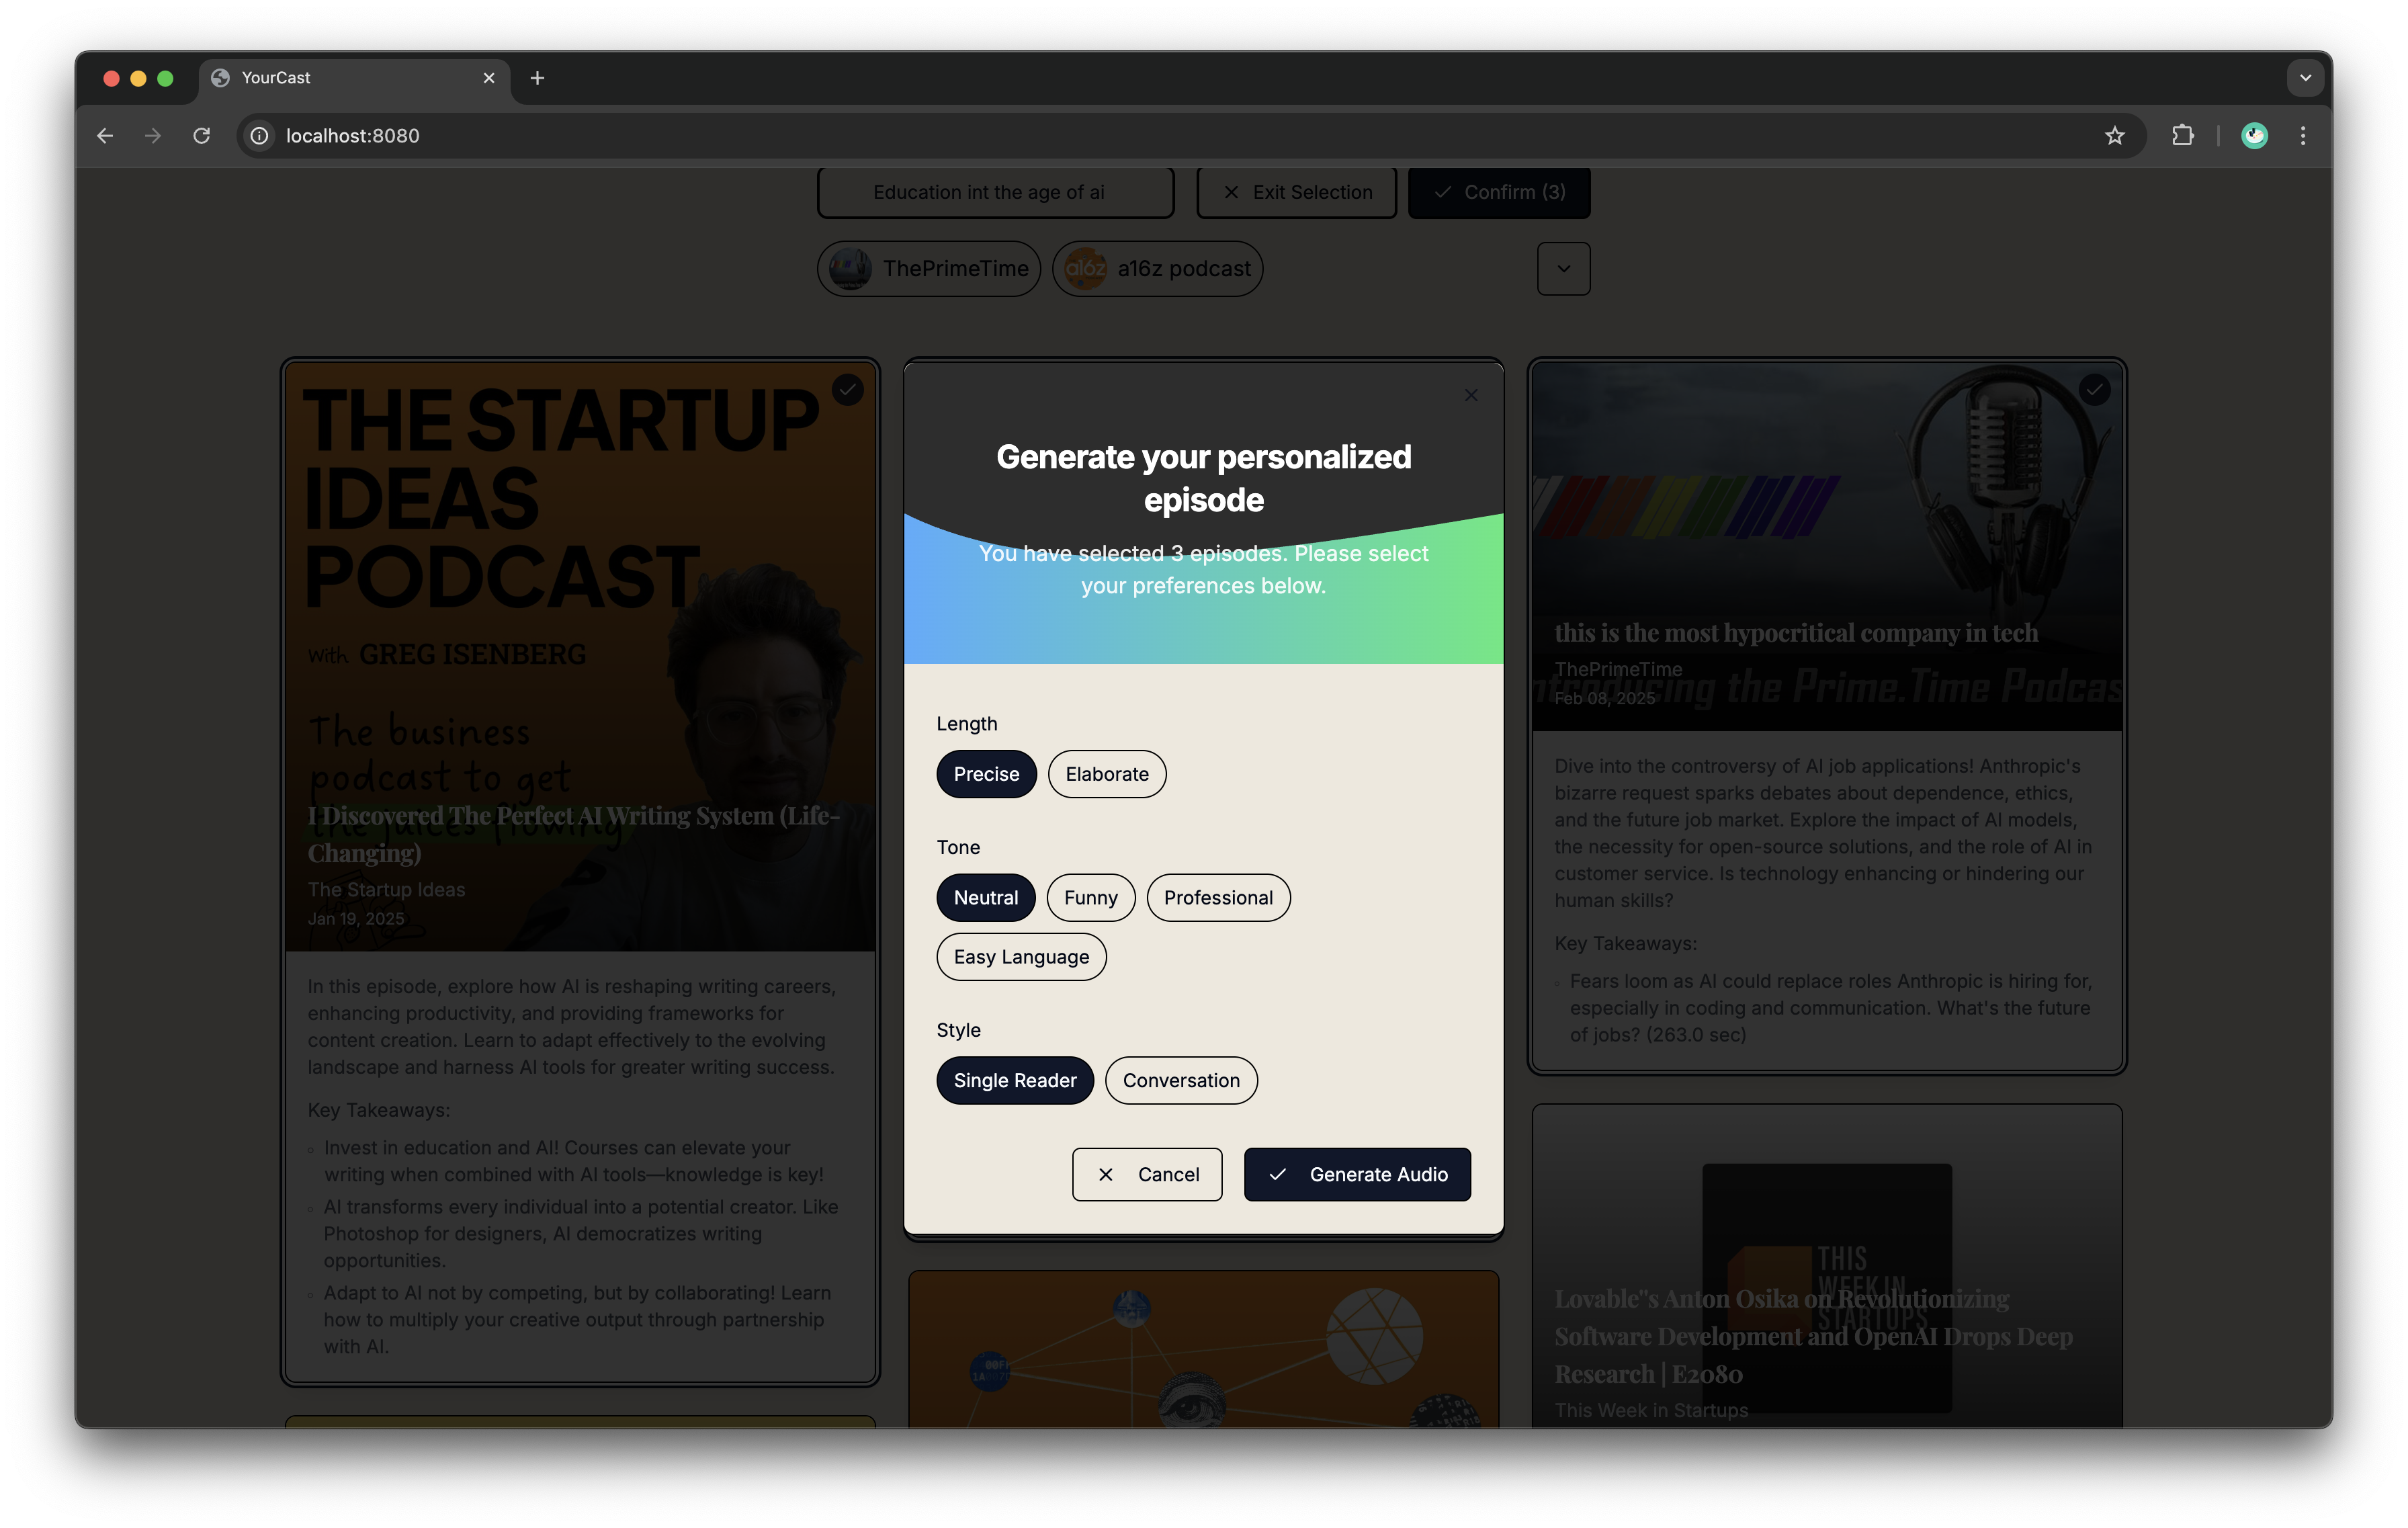 YourCast
localhost:8080
Education int the age of ai
Exit Selection
Confirm (3)
ThePrimeTime
a16z
a16z podcast
THE STARTUP
IDEAS
PODCAST
With GREG ISENBERG
The business
podcast to get
the juices flowing
I Discovered The Perfect AI Writing System (Life-
Changing)
The Startup Ideas
Jan 19, 2025
In this episode, explore how AI is reshaping writing careers,
enhancing productivity, and providing frameworks for
content creation. Learn to adapt effectively to the evolving
landscape and harness AI tools for greater writing success.
Key Takeaways:
Invest in education and AI! Courses can elevate your
writing when combined with AI tools—knowledge is key!
AI transforms every individual into a potential creator. Like
Photoshop for designers, AI democratizes writing
opportunities.
Adapt to AI not by competing, but by collaborating! Learn
how to multiply your creative output through partnership
with AI.
Generate your personalized
episode
You have selected 3 episodes. Please select
your preferences below.
Length
Precise
Elaborate
Tone
Neutral
Funny
Professional
Easy Language
Style
Single Reader
Conversation
Cancel
Generate Audio
00FF
this is the most hypocritical company in tech
ThePrimeTime
ntroducing the Prime.Time Podcas
Feb 08, 2025
Dive into the controversy of AI job applications! Anthropic's
bizarre request sparks debates about dependence, ethics,
and the future job market. Explore the impact of AI models,
the necessity for open-source solutions, and the role of AI in
customer service. Is technology enhancing or hindering our
human skills?
Key Takeaways:
Fears loom as AI could replace roles Anthropic is hiring for,
especially in coding and communication. What's the future
of jobs? (263.0 sec)
THIS
WEEK IN
STARTUPS
Lovable"s Anton Osika on Revolutionizing
Software Development and OpenAI Drops Deep
Research | E2080
This Week in Startups